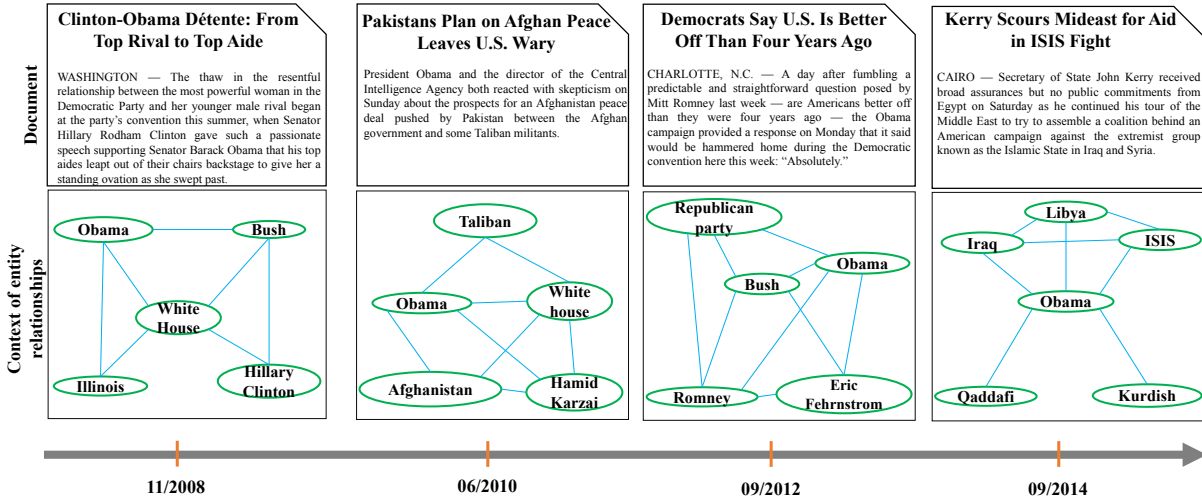 Document
Clinton-Obama Détente: From
Top Rival to Top Aide
WASHINGTON — The thaw in the resentful
relationship between the most powerful woman in the
Democratic Party and her younger male rival began
at the party's convention this summer, when Senator
Hillary Rodham Clinton gave such a passionate
speech supporting Senator Barack Obama that his top
aides leapt out of their chairs backstage to give her a
standing ovation as she swept past.
Pakistans Plan on Afghan Peace
Leaves U.S. Wary
President Obama and the director of the Central
Intelligence Agency both reacted with skepticism on
Sunday about the prospects for an Afghanistan peace
deal pushed by Pakistan between the Afghan
government and some Taliban militants.
Democrats Say U.S. Is Better
Off Than Four Years Ago
CHARLOTTE, N.C. — A day after fumbling a
predictable and straightforward question posed by
Mitt Romney last week — are Americans better off
than they were four years ago — the Obama
campaign provided a response on Monday that it said
would be hammered home during the Democratic
convention here this week: “Absolutely.”
Kerry Scours Mideast for Aid
in ISIS Fight
CAIRO — Secretary of State John Kerry received
broad assurances but no public commitments from
Egypt on Saturday as he continued his tour of the
Middle East to try to assemble a coalition behind an
American campaign against the extremist group
known as the Islamic State in Iraq and Syria.
Context of entity
relationships
Obama
Bush
White
House
Illinois
Hillary
Clinton
Taliban
Obama
White
house
Afghanistan
Hamid
Karzai
Republican
party
Obama
Bush
Romney
Eric
Fehrnstrom
Libya
Iraq
ISIS
Obama
Qaddafi
Kurdish
11/2008
06/2010
09/2012
09/2014